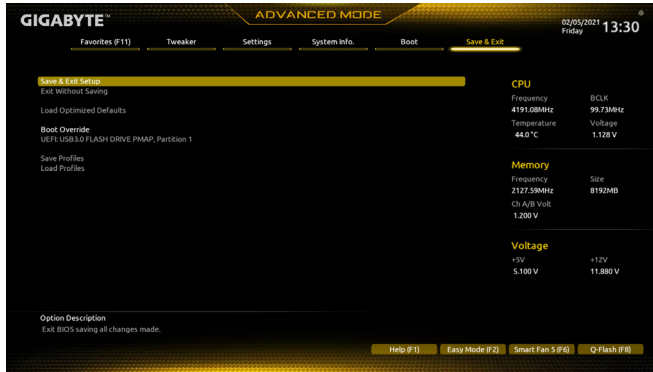 GIGABYTE™
ADVANCED MODE
02/05/2021
Friday
13:30
Favorites (F11)
Tweaker
Settings
System Info.
Boot
Save & Exit
Save & Exit Setup
Exit Without Saving
Load Optimized Defaults
Boot Override
UEFI: USB3.0 FLASH DRIVE PMAP, Partition 1
Save Profiles
Load Profiles
CPU
Frequency BCLK
4191.08MHz 99.73MHz
Temperature Voltage
44.0 °C 1.128 V
Memory
Frequency Size
2127.59MHz 8192MB
Ch A/B Volt
1.200 V
Voltage
+5V +12V
5.100 V 11.880 V
Option Description
Exit BIOS saving all changes made.
Help (F1)
Easy Mode (F2)
Smart Fan 5 (F6)
Q-Flash (F8)